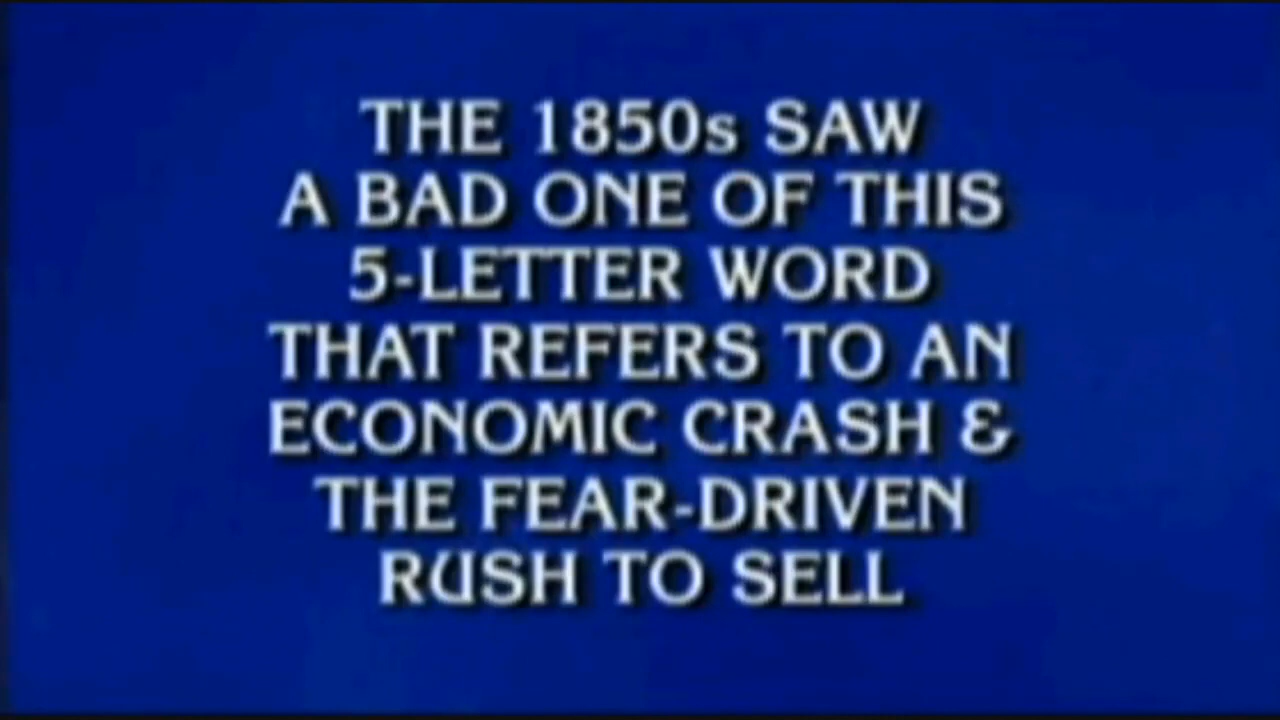 THE 1850s SAW
A BAD ONE OF THIS
5-LETTER WORD
THAT REFERS TO AN
ECONOMIC CRASH &
THE FEAR-DRIVEN
RUSH TO SELL